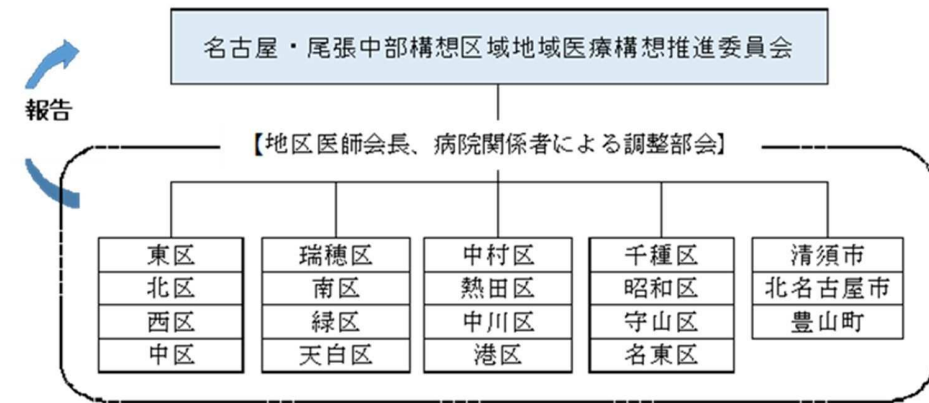 名古屋・尾張中部構想区域地域医療構想推進委員会
報告
【地区医師会長、病院関係者による調整部会】
東区
北区
西区
中区
瑞穂区
南区
緑区
天白区
中村区
熱田区
中川区
港区
千種区
昭和区
守山区
名東区
清須市
北名古屋市
豊山町